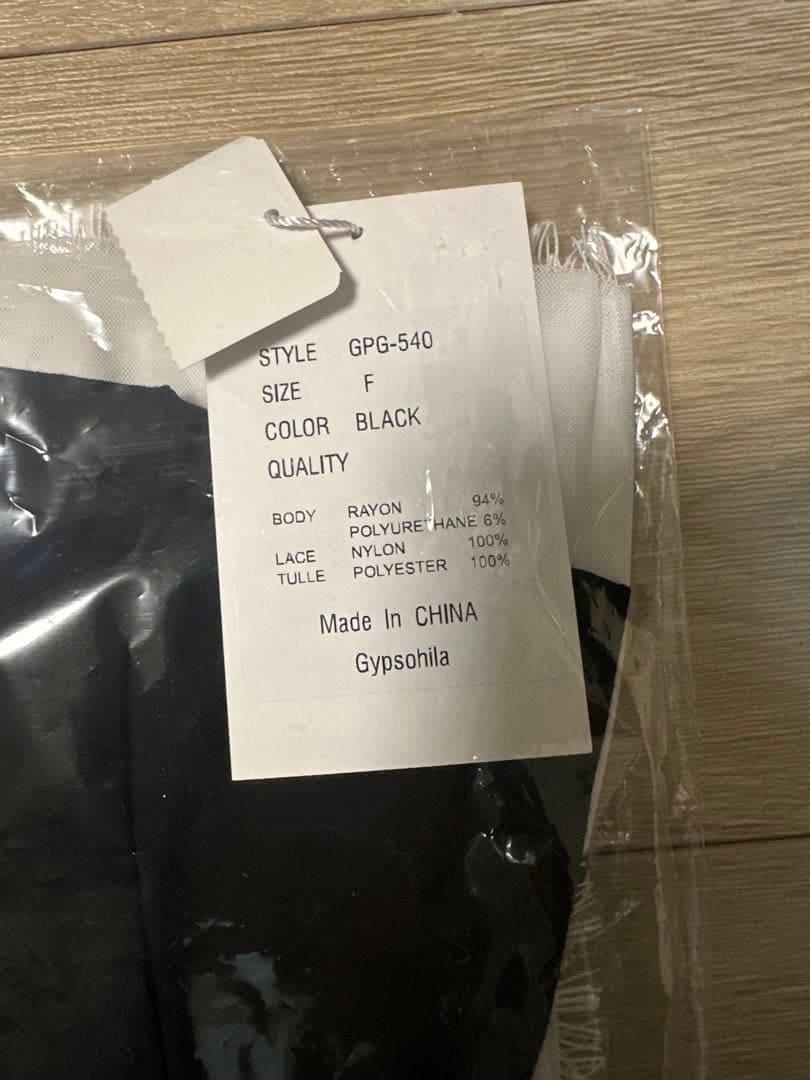 STYLE GPG-540
SIZE F
COLOR BLACK
QUALITY
BODY RAYON 94%
POLYURETHANE 6%
LACE NYLON 100%
TULLE POLYESTER 100%
Made In CHINA
Gypsohila